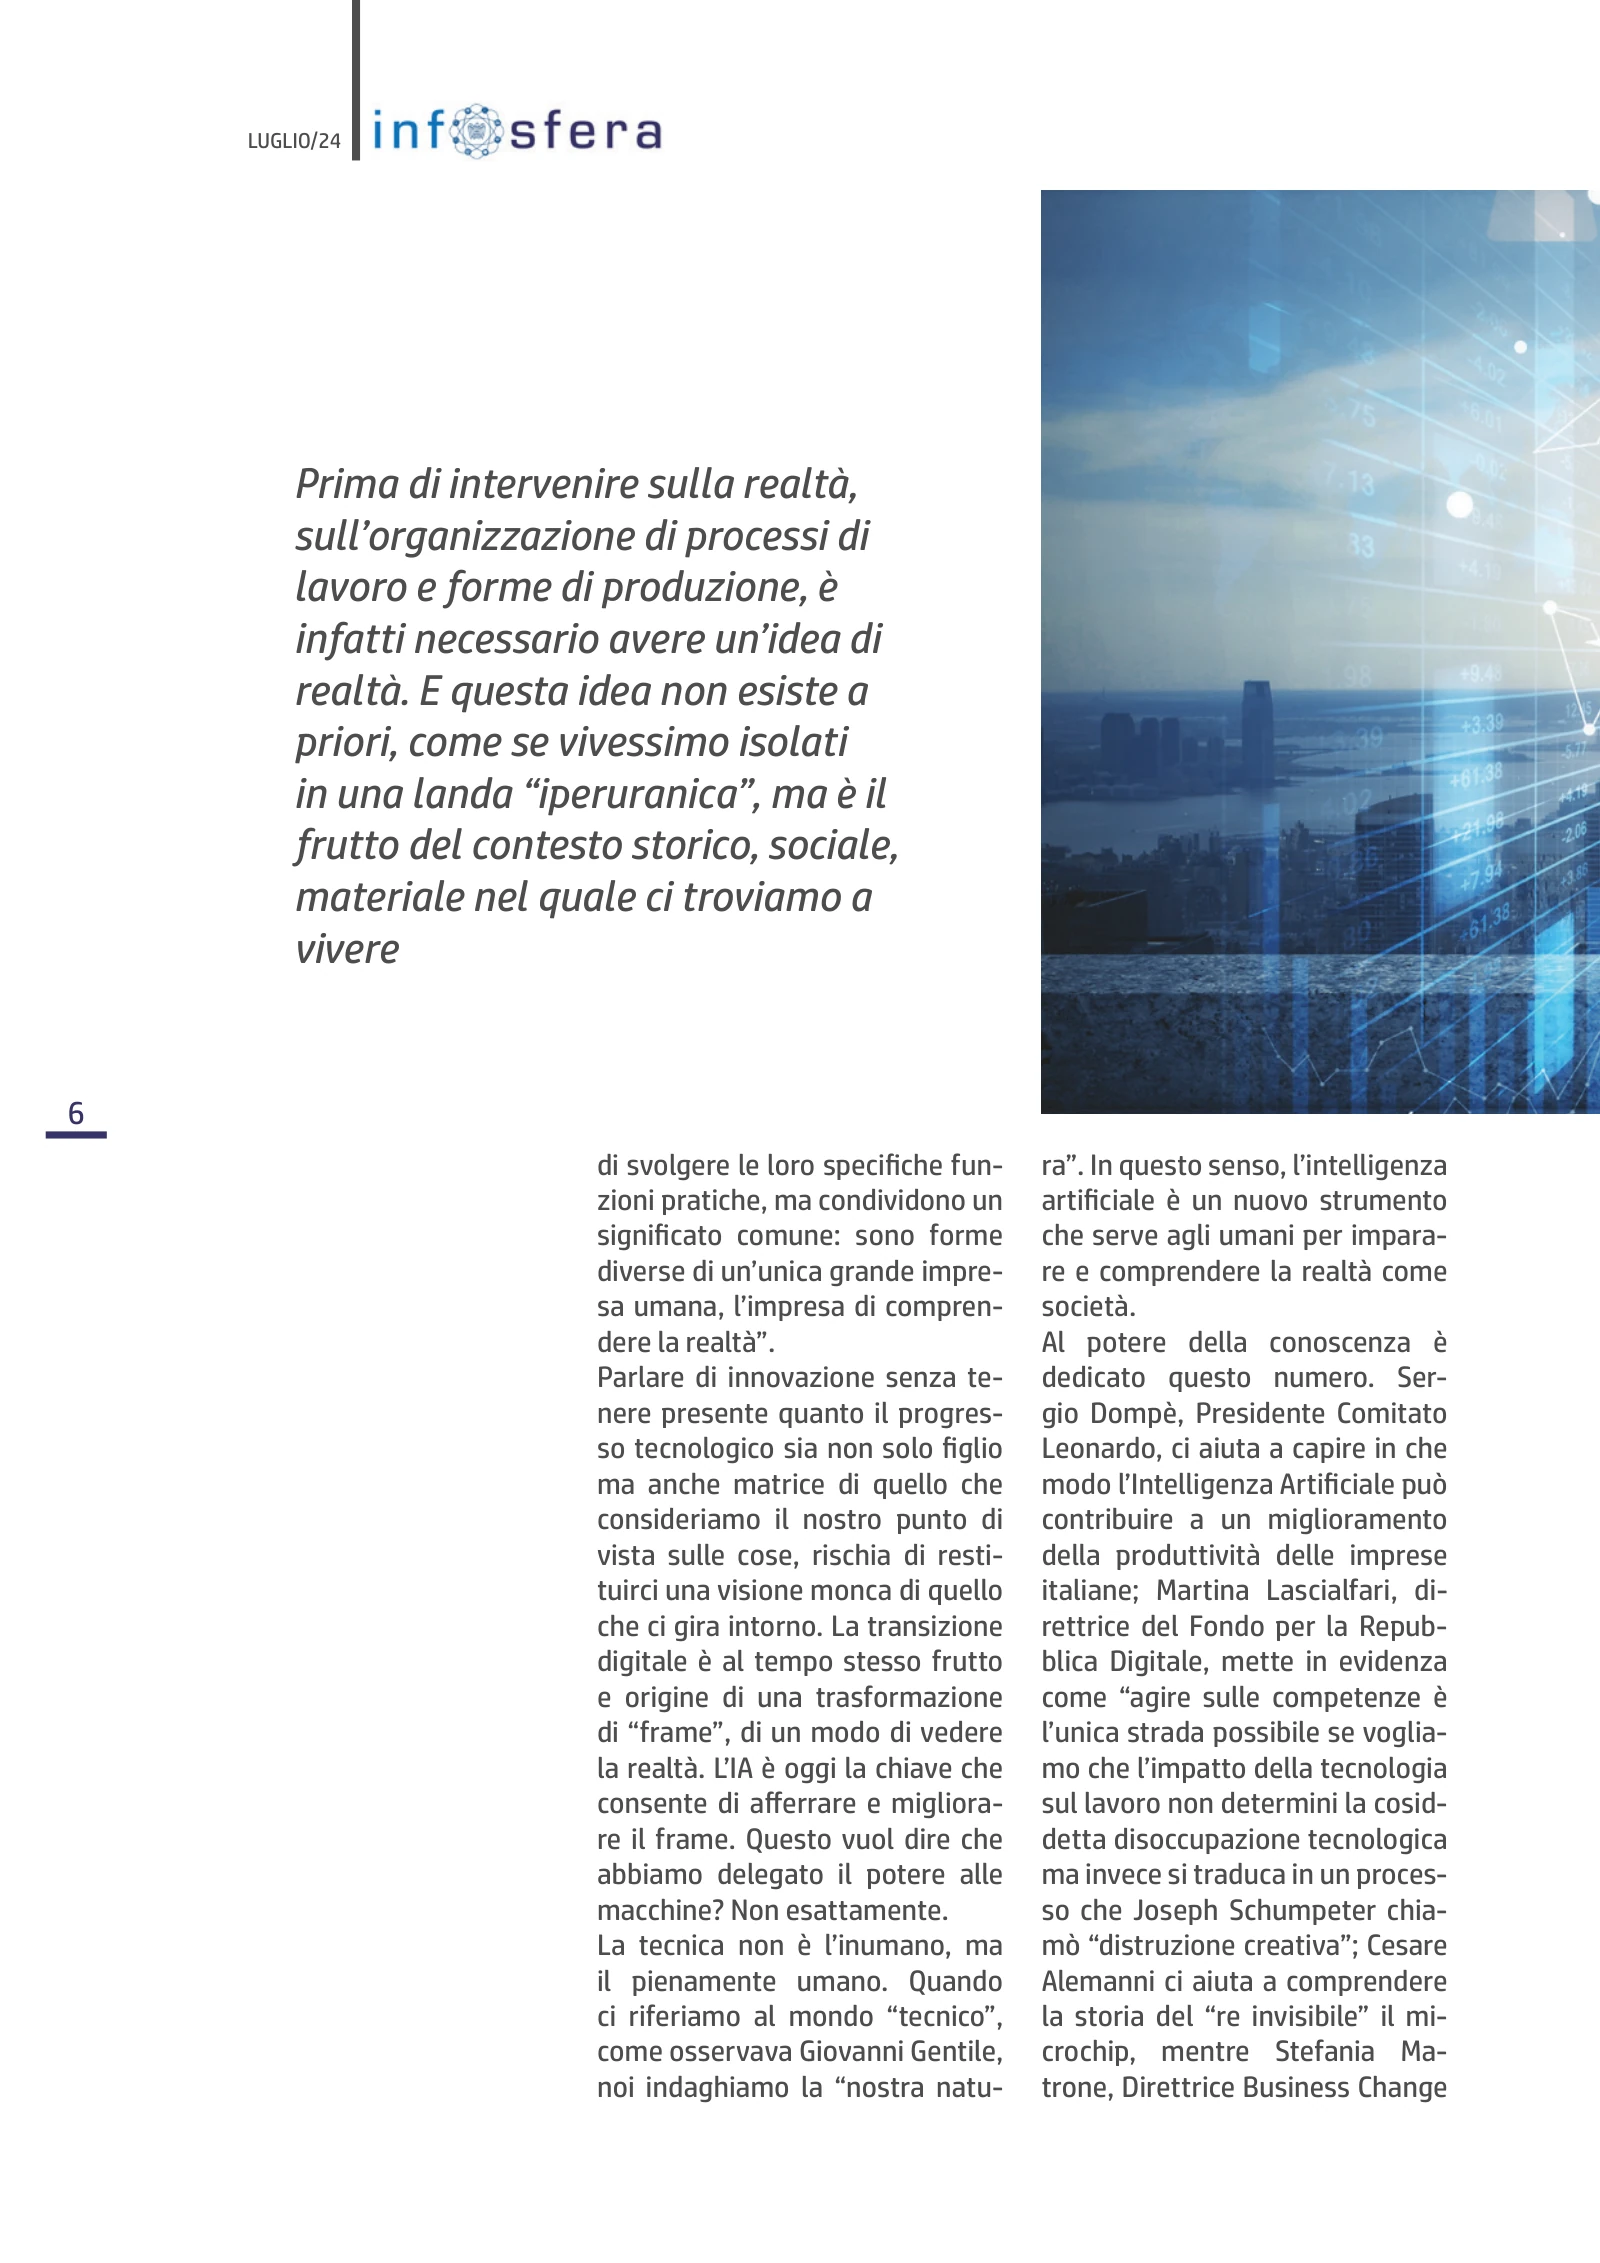 LUGLIO/24
infosfera
Prima di intervenire sulla realtà,
sull’organizzazione di processi di
lavoro e forme di produzione, è
infatti necessario avere un’idea di
realtà. E questa idea non esiste a
priori, come se vivessimo isolati
in una landa “iperuranica”, ma è il
frutto del contesto storico, sociale,
materiale nel quale ci troviamo a
vivere
6
di svolgere le loro specifiche fun-
zioni pratiche, ma condividono un
significato comune: sono forme
diverse di un’unica grande impre-
sa umana, l’impresa di compren-
dere la realtà”.
Parlare di innovazione senza te-
nere presente quanto il progres-
so tecnologico sia non solo figlio
ma anche matrice di quello che
consideriamo il nostro punto di
vista sulle cose, rischia di resti-
tuirci una visione monca di quello
che ci gira intorno. La transizione
digitale è al tempo stesso frutto
e origine di una trasformazione
di “frame”, di un modo di vedere
la realtà. L’IA è oggi la chiave che
consente di afferrare e migliora-
re il frame. Questo vuol dire che
abbiamo delegato il potere alle
macchine? Non esattamente.
La tecnica non è l’inumano, ma
il pienamente umano. Quando
ci riferiamo al mondo “tecnico”,
come osservava Giovanni Gentile,
noi indaghiamo la “nostra natu-
ra”. In questo senso, l’intelligenza
artificiale è un nuovo strumento
che serve agli umani per impara-
re e comprendere la realtà come
società.
Al potere della conoscenza è
dedicato questo numero. Ser-
gio Dompè, Presidente Comitato
Leonardo, ci aiuta a capire in che
modo l’Intelligenza Artificiale può
contribuire a un miglioramento
della produttività delle imprese
italiane; Martina Lascialfari, di-
rettrice del Fondo per la Repub-
blica Digitale, mette in evidenza
come “agire sulle competenze è
l’unica strada possibile se voglia-
mo che l’impatto della tecnologia
sul lavoro non determini la cosid-
detta disoccupazione tecnologica
ma invece si traduca in un proces-
so che Joseph Schumpeter chia-
mò “distruzione creativa”; Cesare
Alemanni ci aiuta a comprendere
la storia del “re invisibile” il mi-
crochip, mentre Stefania Ma-
trone, Direttrice Business Change
+9.48
+3.39
+61.38
+21.98
+7.94
+61.38